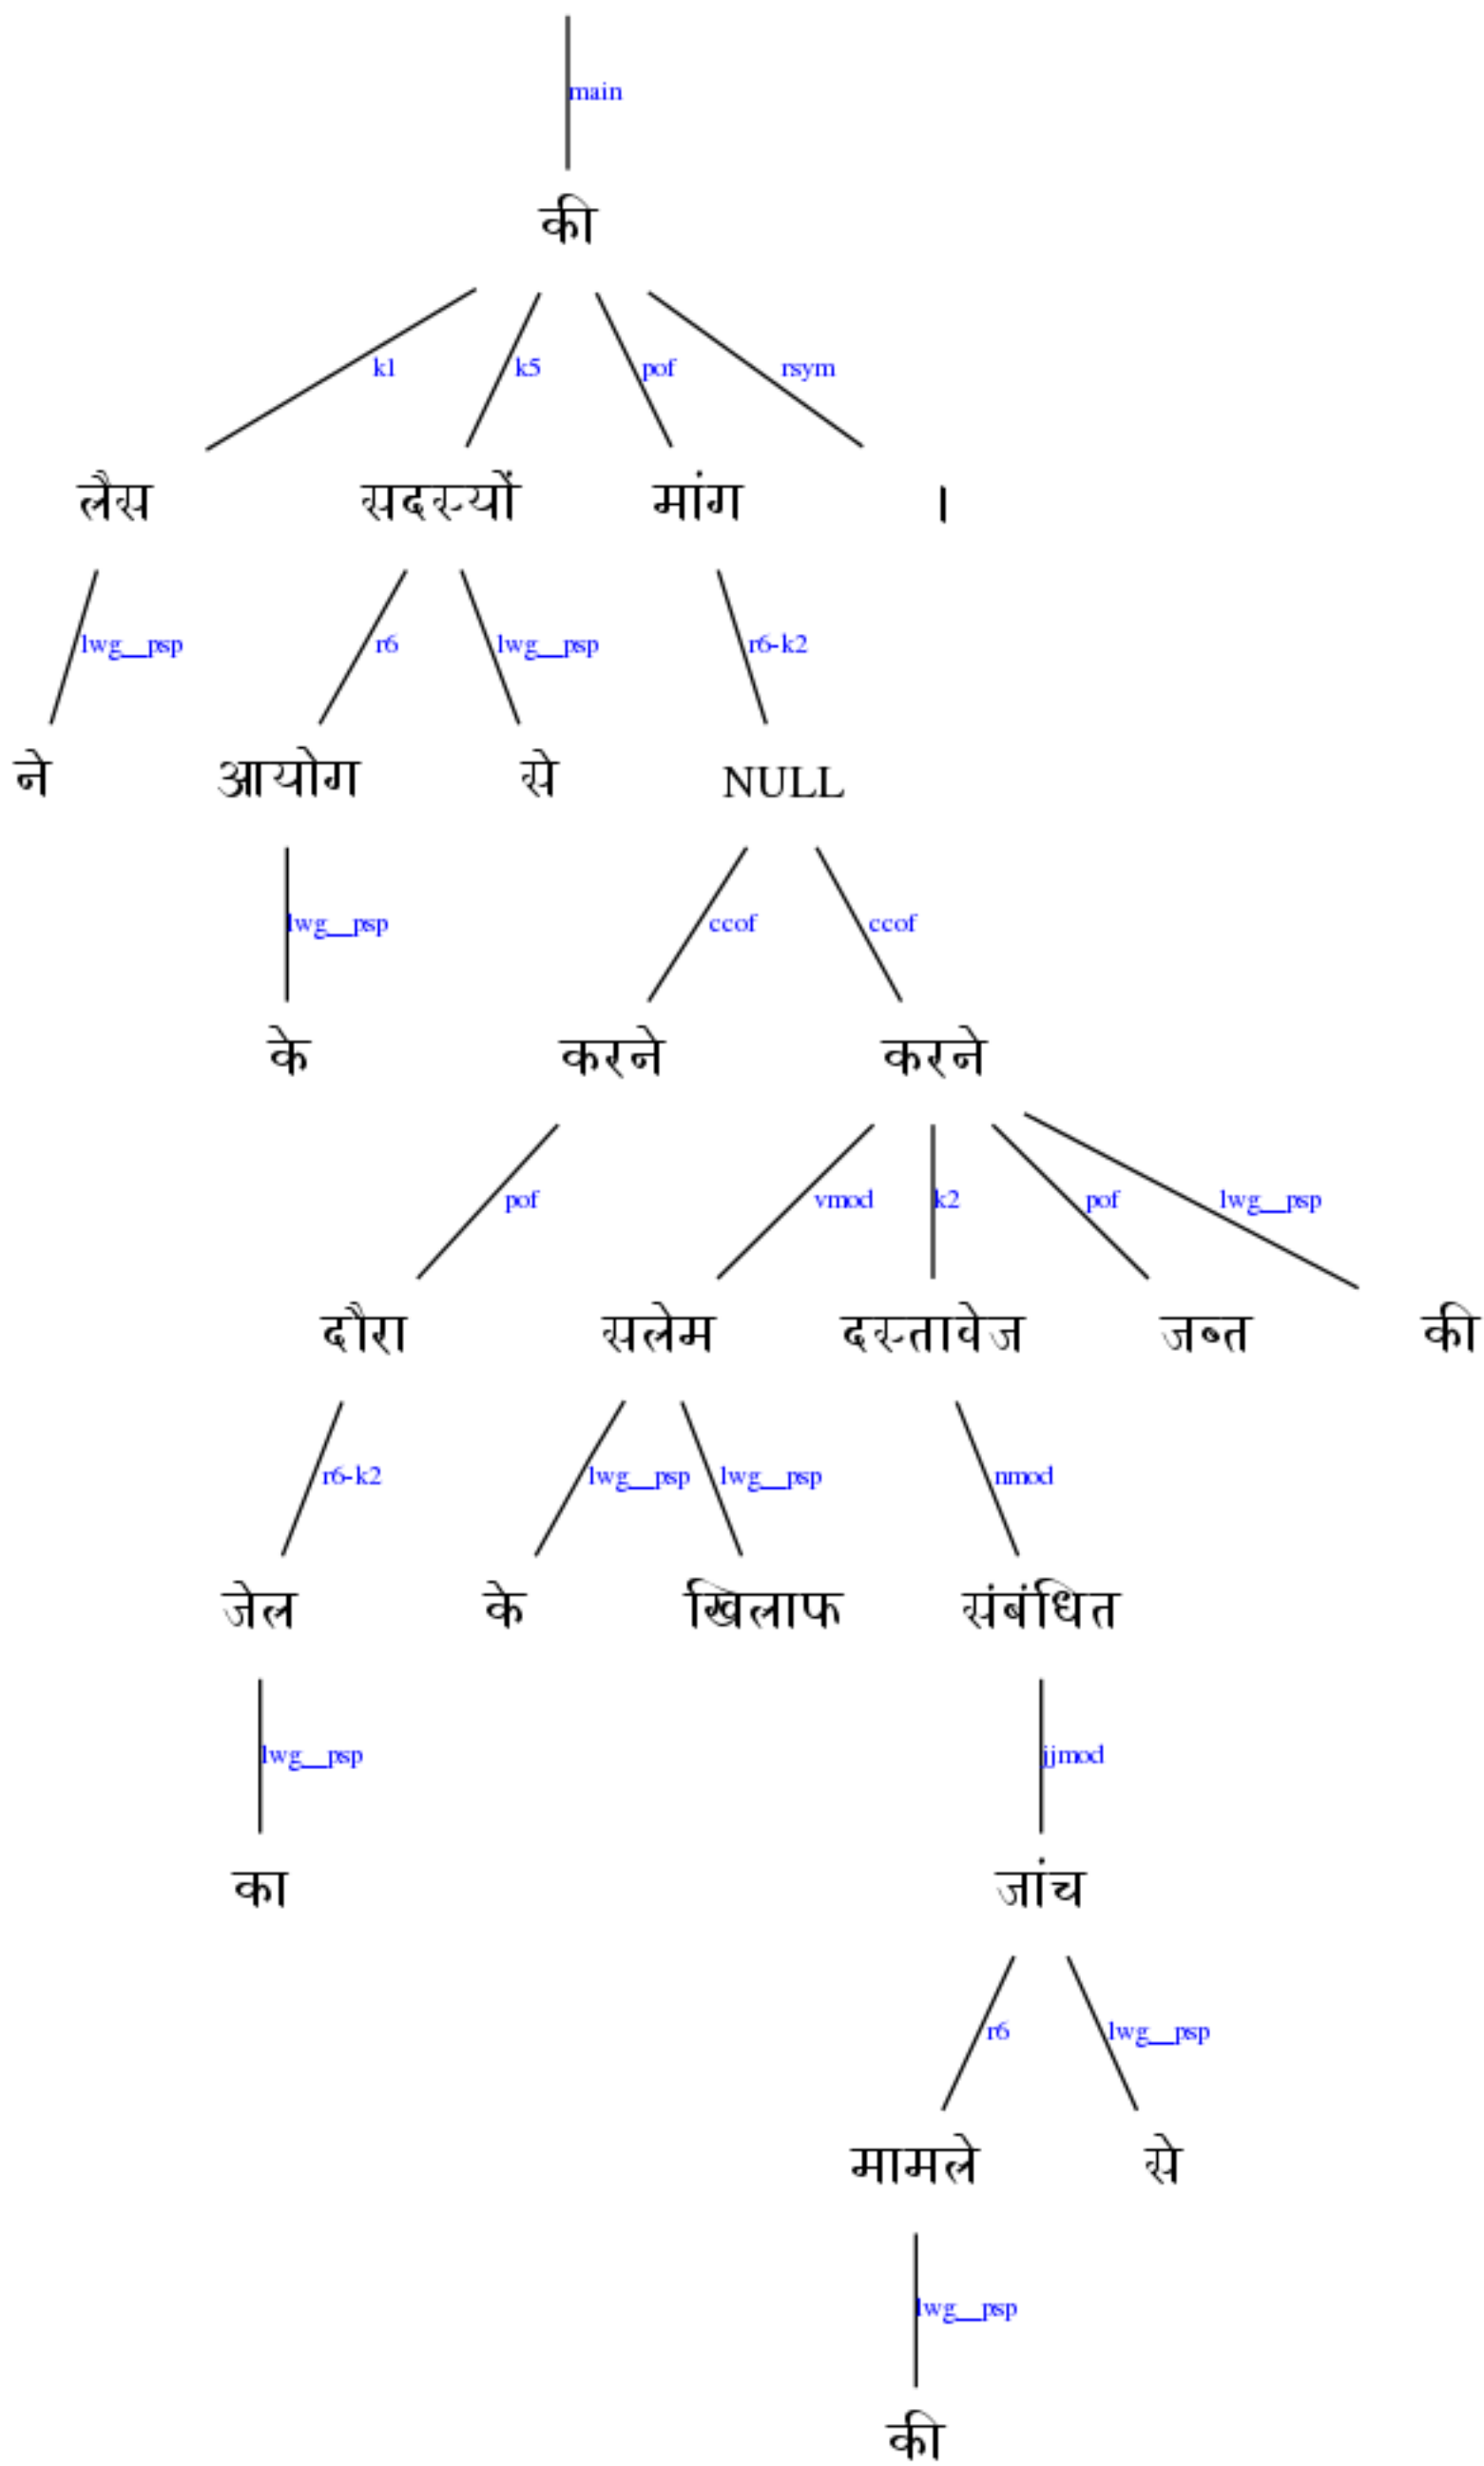 main
की
k1 k5 pof rsym
लैस सदस्यों मांग ।
lwg__psp r6 lwg__psp r6-k2
ने आयोग से NULL
lwg__psp ccof ccof
के करने करने
pof vmod k2 pof lwg__psp
दौरा सलेम दस्तावेज जब्त की
r6-k2 lwg__psp lwg__psp nmod
जेल के खिलाफ संबंधित
lwg__psp jjmod
का जांच
r6 lwg__psp
मामले से
lwg__psp
की